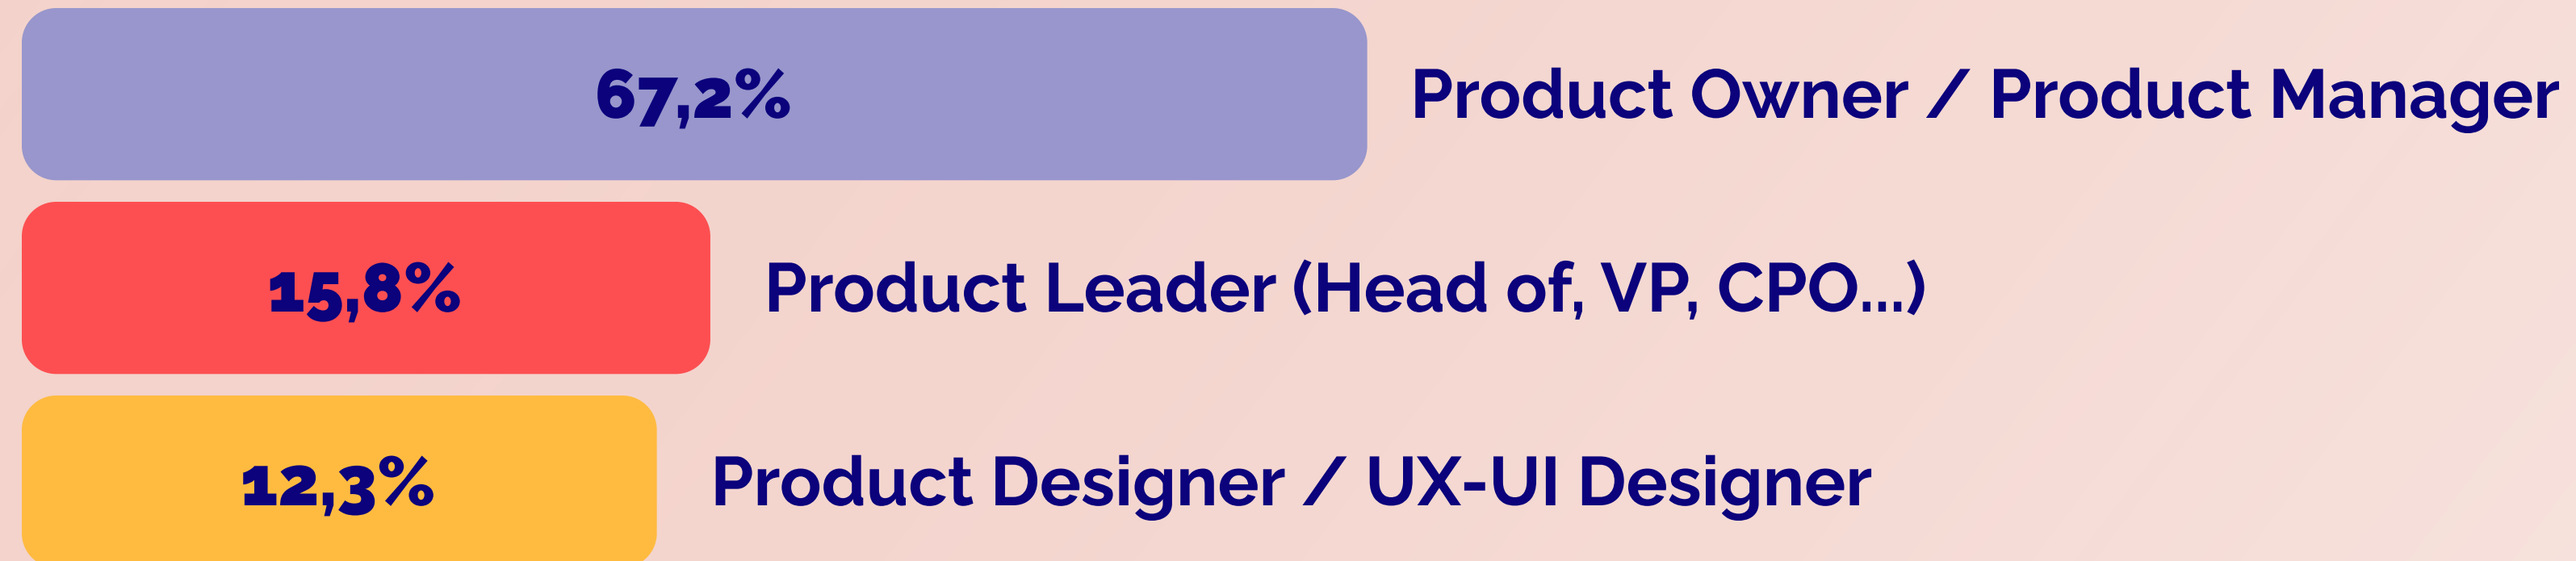 67,2% Product Owner / Product Manager
15,8% Product Leader (Head of, VP, CPO...)
12,3% Product Designer / UX-UI Designer